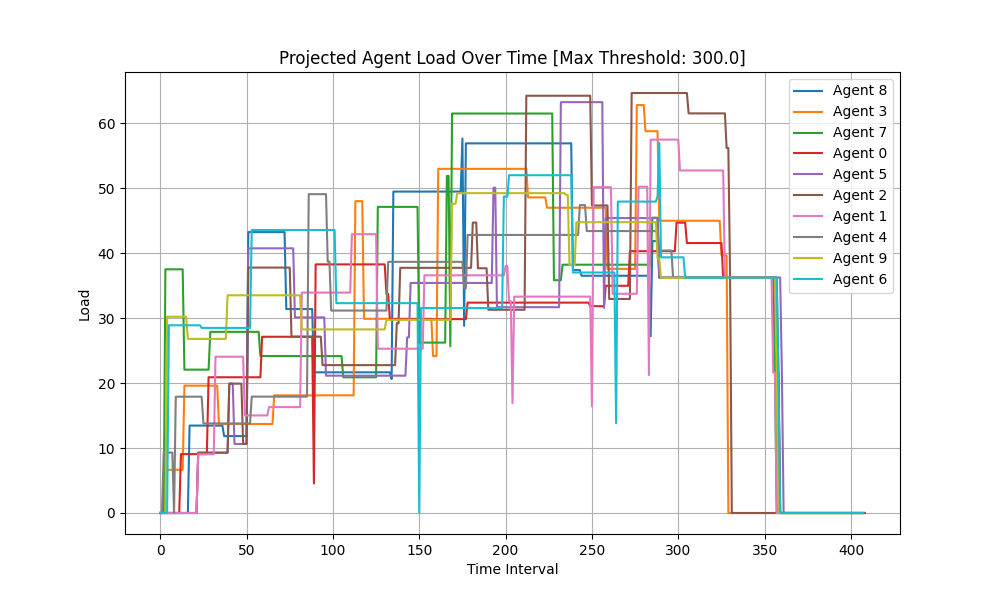 Projected Agent Load Over Time [Max Threshold: 300.0]
Load
60
50
40
30
20
10
0
0 50 100 150 200 250 300 350 400
Time Interval
Agent 8
Agent 3
Agent 7
Agent 0
Agent 5
Agent 2
Agent 1
Agent 4
Agent 9
Agent 6